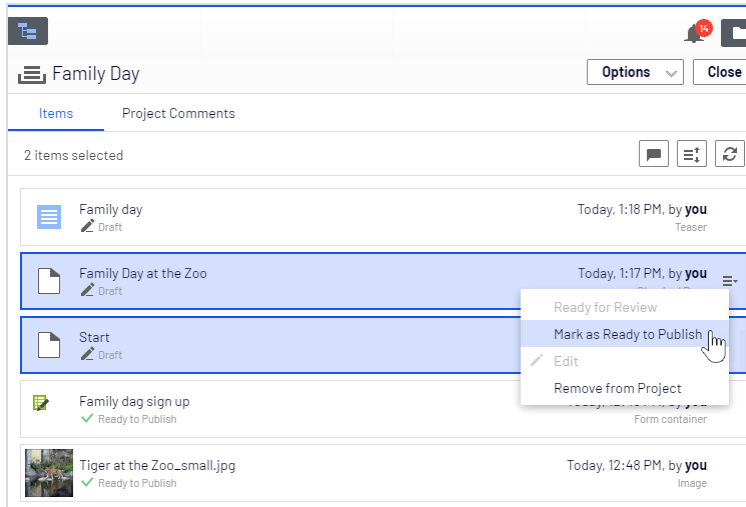 14
Family Day
Options
Close
Items
Project Comments
2 items selected
Family day
Today, 1:18 PM, by you
Draft
Teaser
Family Day at the Zoo
Today, 1:17 PM, by you
Draft
Ready for Review
Start
Mark as Ready to Publish
Draft
Edit
Remove from Project
Family dag sign up
Ready to Publish
Form container
Tiger at the Zoo_small.jpg
Today, 12:48 PM, by you
Ready to Publish
Image